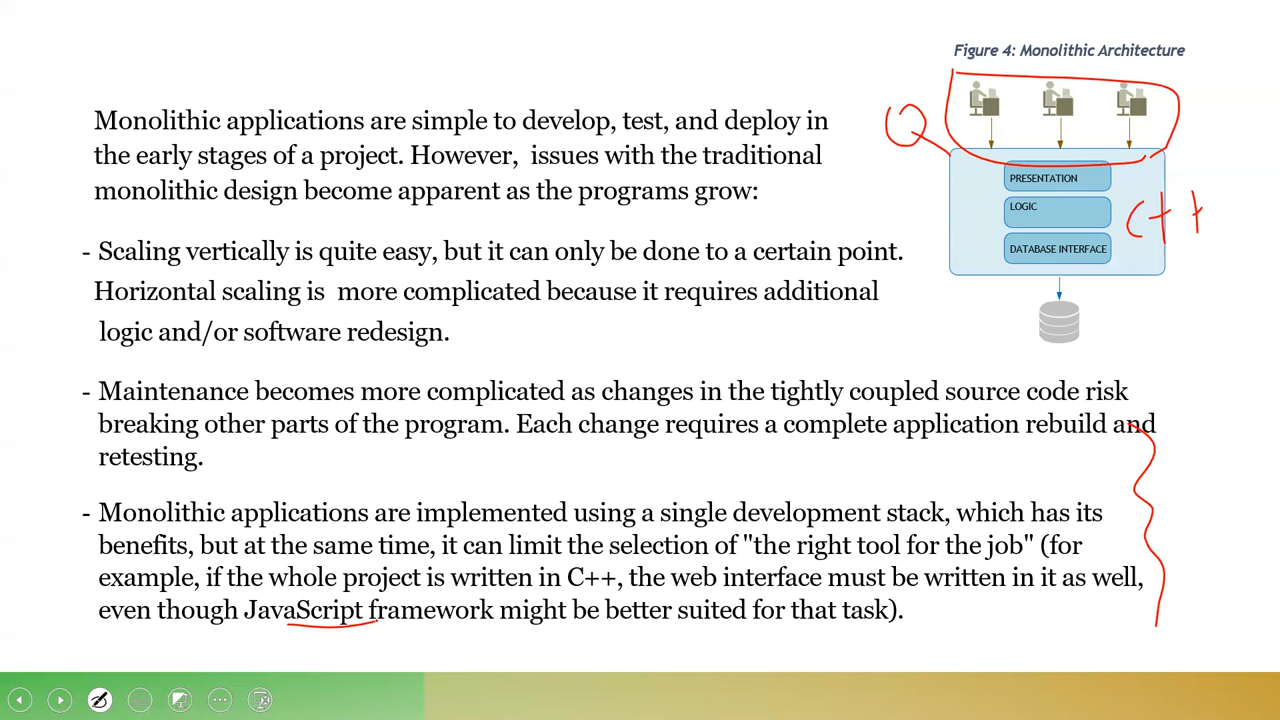 Figure 4: Monolithic Architecture
Monolithic applications are simple to develop, test, and deploy in
the early stages of a project. However, issues with the traditional
monolithic design become apparent as the programs grow:
PRESENTATION
LOGIC
C++
DATABASE INTERFACE
- Scaling vertically is quite easy, but it can only be done to a certain point.
Horizontal scaling is more complicated because it requires additional
logic and/or software redesign.
- Maintenance becomes more complicated as changes in the tightly coupled source code risk
breaking other parts of the program. Each change requires a complete application rebuild and
retesting.
- Monolithic applications are implemented using a single development stack, which has its
benefits, but at the same time, it can limit the selection of "the right tool for the job" (for
example, if the whole project is written in C++, the web interface must be written in it as well,
even though JavaScript framework might be better suited for that task).